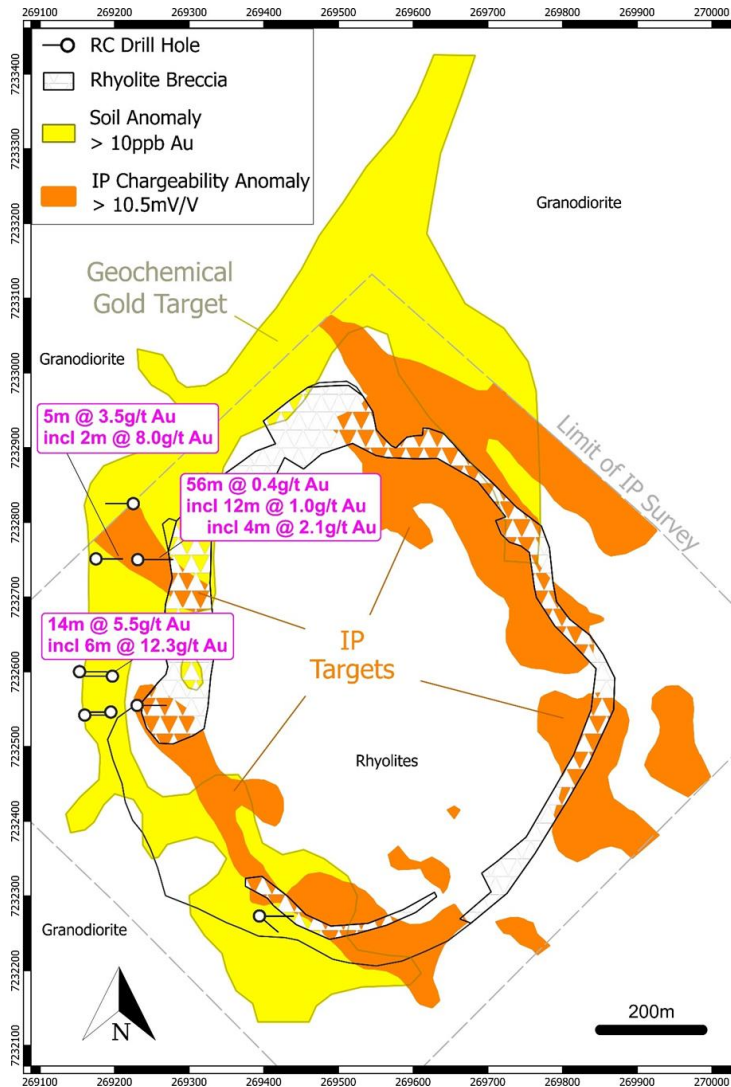 269100 269200 269300 269400 269500 269600 269700 269800 269900 270000
RC Drill Hole
Rhyolite Breccia
Soil Anomaly
> 10ppb Au
IP Chargeability Anomaly
> 10.5mV/V
7233400
7233300
7233200
7233100
7233000
7232900
7232800
7232700
7232600
7232500
7232400
7232300
7232200
7232100
Granodiorite
Geochemical
Gold Target
Granodiorite
5m @ 3.5g/t Au
incl 2m @ 8.0g/t Au
Limit of IP Survey
56m @ 0.4g/t Au
incl 12m @ 1.0g/t Au
incl 4m @ 2.1g/t Au
14m @ 5.5g/t Au
incl 6m @ 12.3g/t Au
IP
Targets
Rhyolites
Granodiorite
N
200m
269100 269200 269300 269400 269500 269600 269700 269800 269900 270000